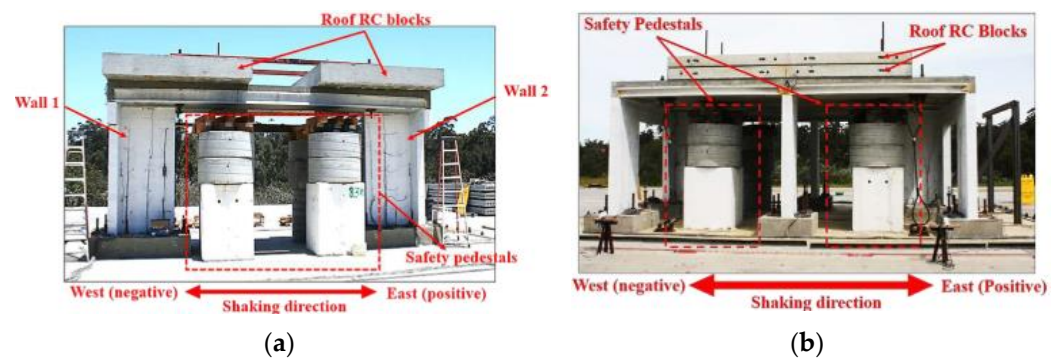 Roof RC blocks
Wall 1
Wall 2
Safety pedestals
West (negative)
East (positive)
Shaking direction
(a)
Safety Pedestals
Roof RC Blocks
West (negative)
East (Positive)
Shaking direction
(b)